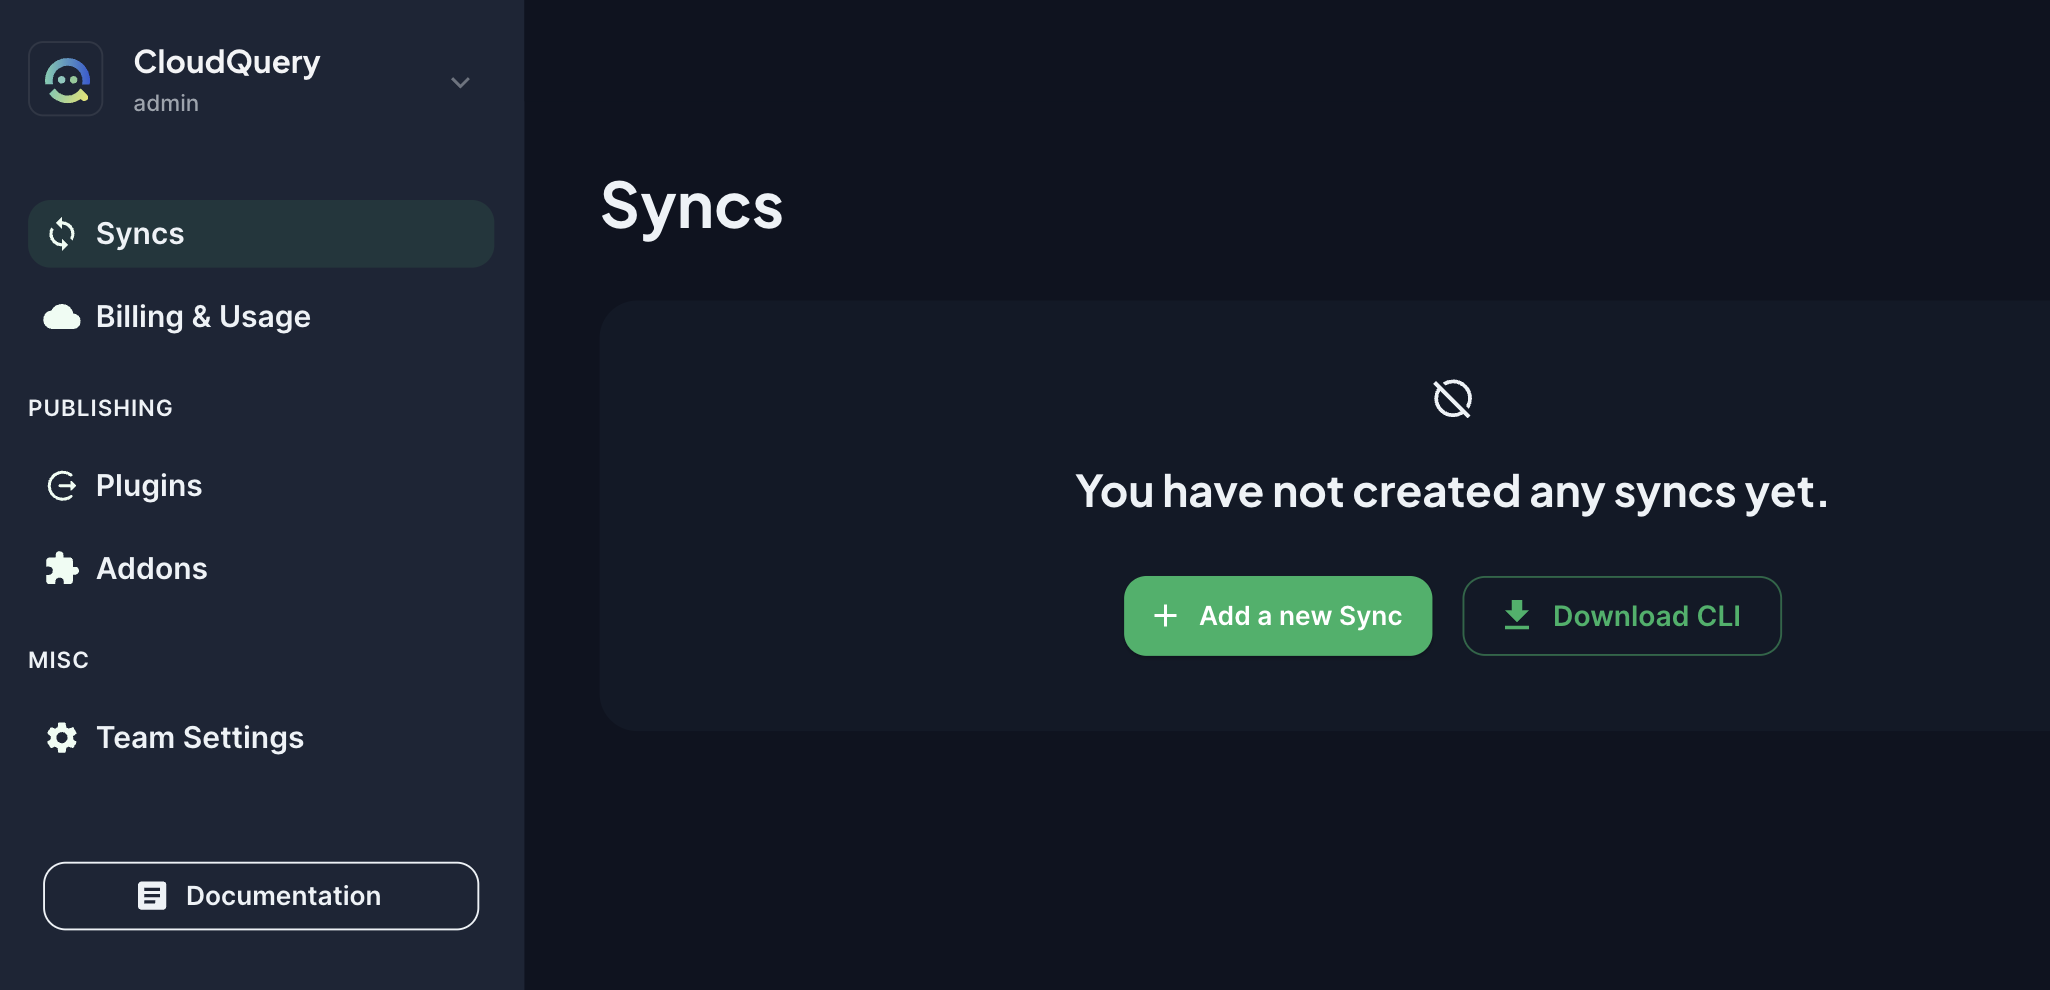 CloudQuery
admin
Syncs
Billing & Usage
PUBLISHING
Plugins
Addons
MISC
Team Settings
Documentation
Syncs
You have not created any syncs yet.
Add a new Sync
Download CLI